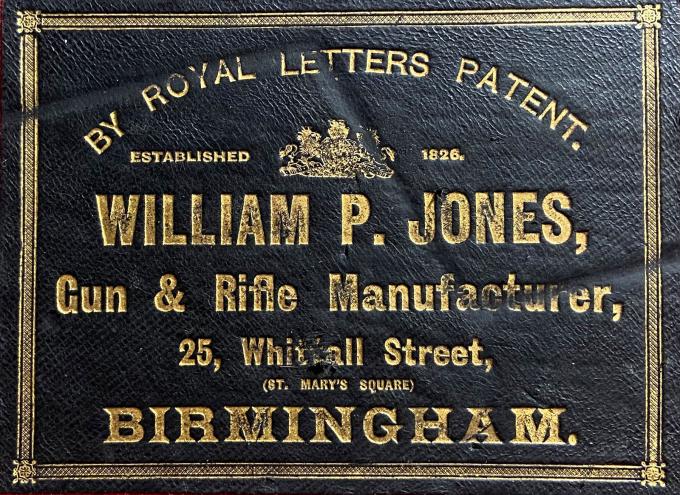 BY ROYAL LETTERS PATENT.
ESTABLISHED 1826.
WILLIAM P. JONES,
Gun & Rifle Manufacturer,
25, Whittall Street,
(ST. MARY'S SQUARE)
BIRMINGHAM.